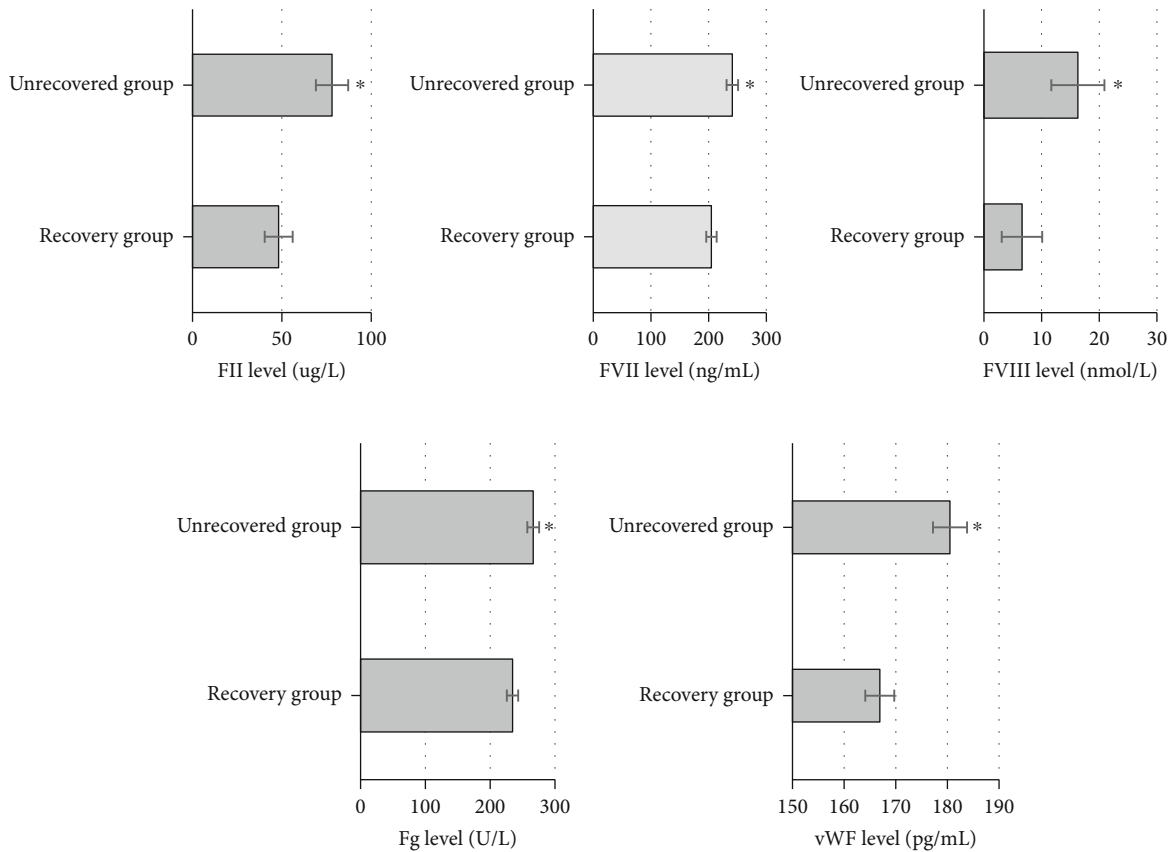 Unrecovered group
*
Recovery group
0 50 100
FII level (ug/L)
Unrecovered group
*
Recovery group
0 100 200 300
FVII level (ng/mL)
Unrecovered group
*
Recovery group
0 10 20 30
FVIII level (nmol/L)
Unrecovered group
*
Recovery group
0 100 200 300
Fg level (U/L)
Unrecovered group
*
Recovery group
150 160 170 180 190
vWF level (pg/mL)